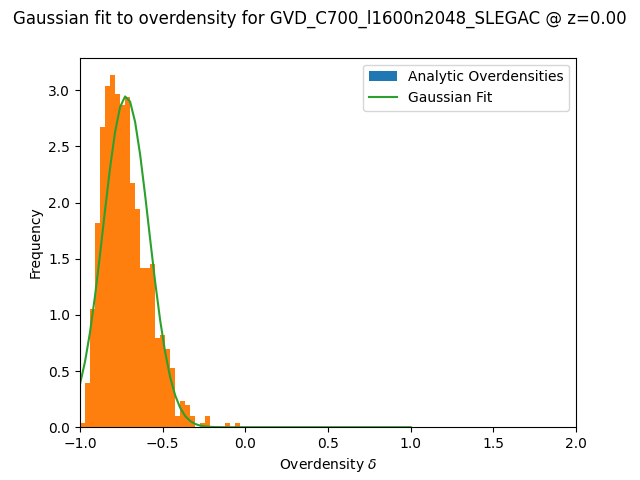 Gaussian fit to overdensity for GVD_C700_l1600n2048_SLEGAC @ z=0.00
Analytic Overdensities
Gaussian Fit
Frequency
3.0
2.5
2.0
1.5
1.0
0.5
0.0
−1.0 −0.5 0.0 0.5 1.0 1.5 2.0
Overdensity δ